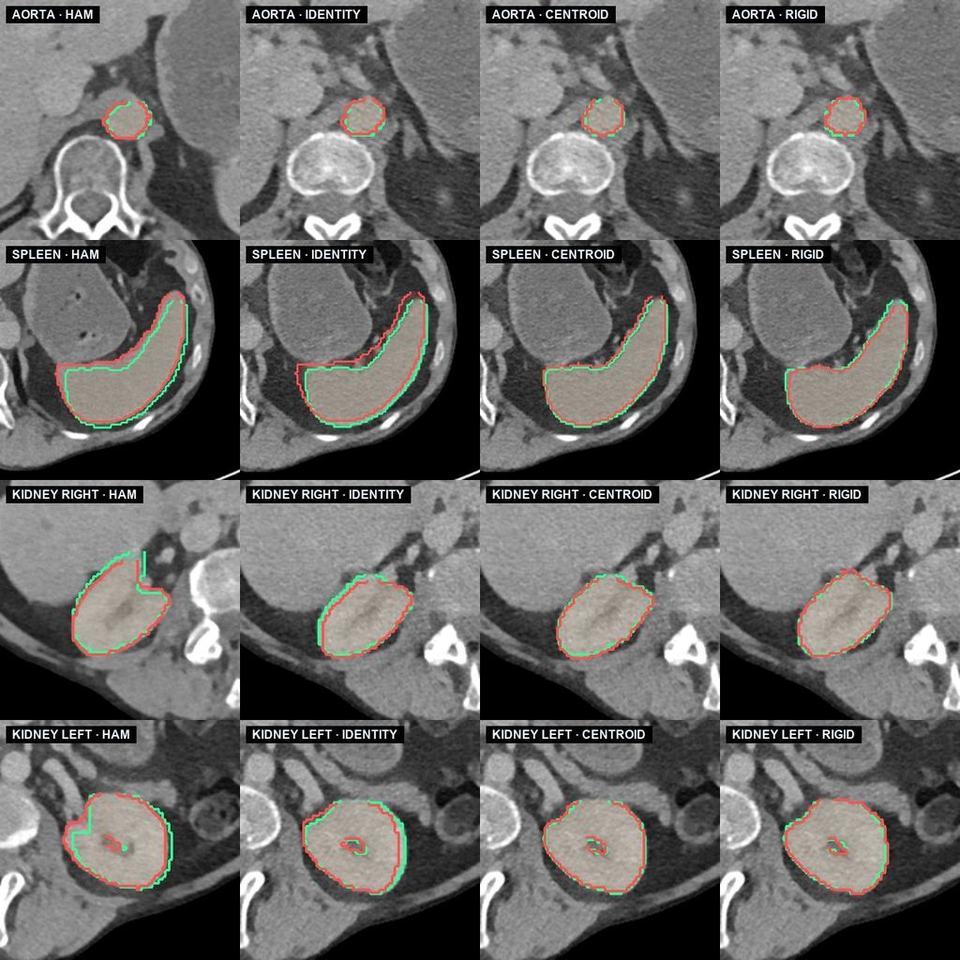 AORTA · HAM
AORTA · IDENTITY
AORTA · CENTROID
AORTA · RIGID
SPLEEN · HAM
SPLEEN · IDENTITY
SPLEEN · CENTROID
SPLEEN · RIGID
KIDNEY RIGHT · HAM
KIDNEY RIGHT · IDENTITY
KIDNEY RIGHT · CENTROID
KIDNEY RIGHT · RIGID
KIDNEY LEFT · HAM
KIDNEY LEFT · IDENTITY
KIDNEY LEFT · CENTROID
KIDNEY LEFT · RIGID